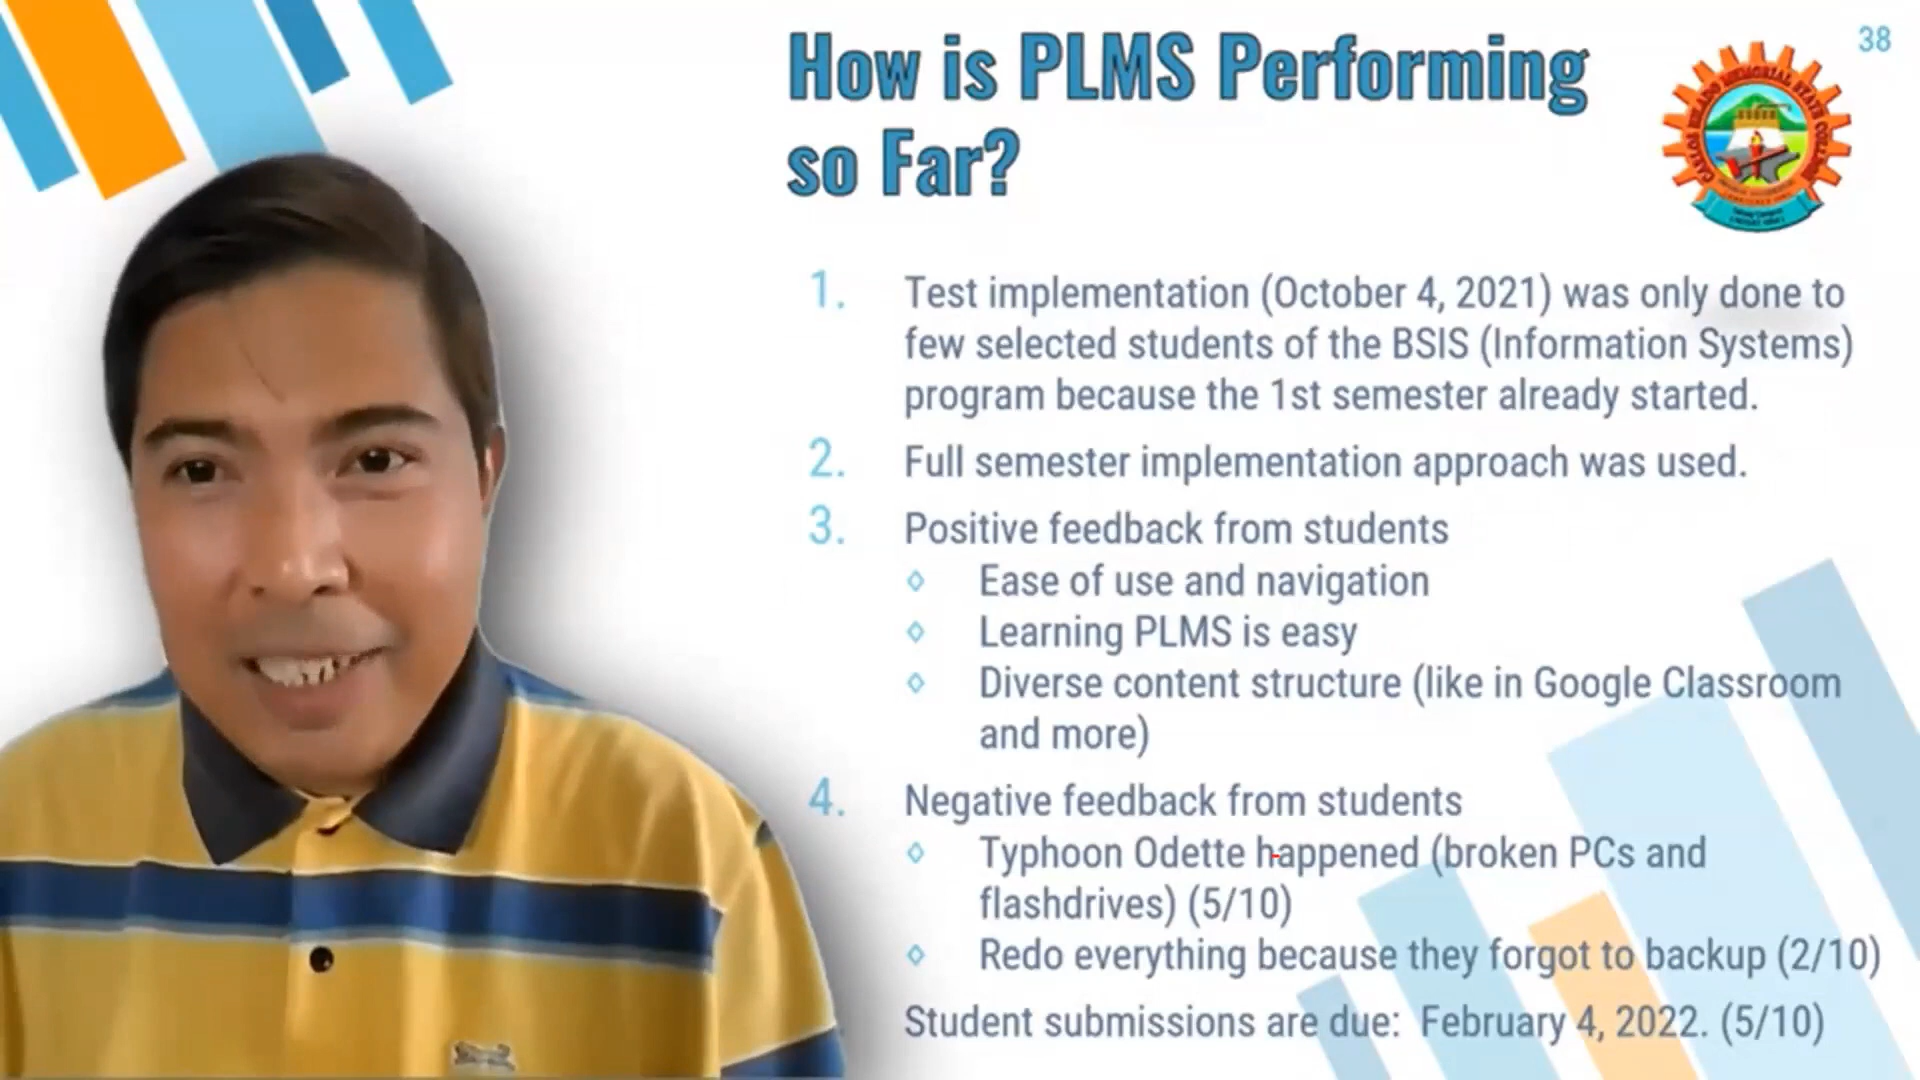 How is PLMS Performing
so Far?
38
1. Test implementation (October 4, 2021) was only done to
few selected students of the BSIS (Information Systems)
program because the 1st semester already started.
2. Full semester implementation approach was used.
3. Positive feedback from students
Ease of use and navigation
Learning PLMS is easy
Diverse content structure (like in Google Classroom
and more)
4. Negative feedback from students
Typhoon Odette happened (broken PCs and
flashdrives) (5/10)
Redo everything because they forgot to backup (2/10)
Student submissions are due: February 4, 2022. (5/10)
MEMORIAL STATE COLLEGE